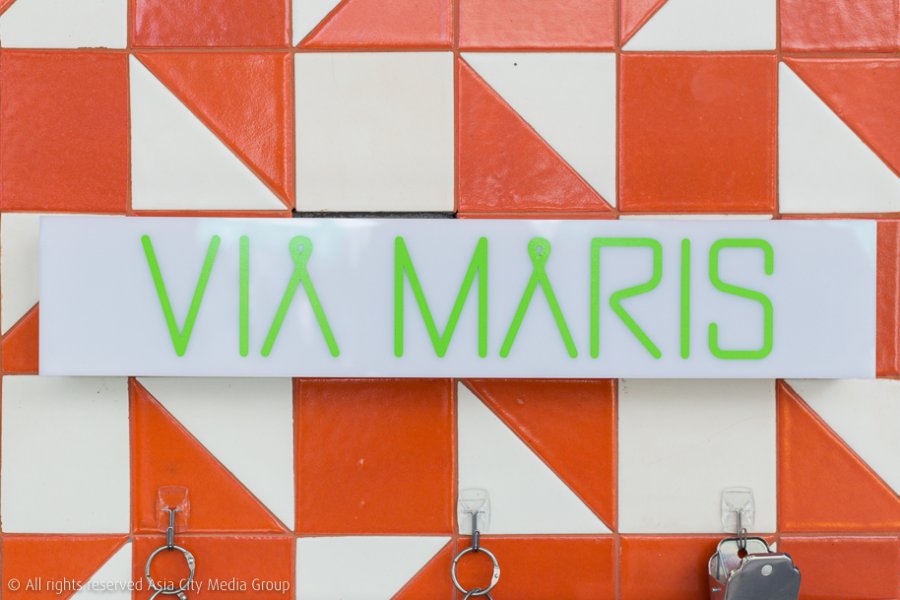 VIA MARIS
© All rights reserved Asia City Media Group